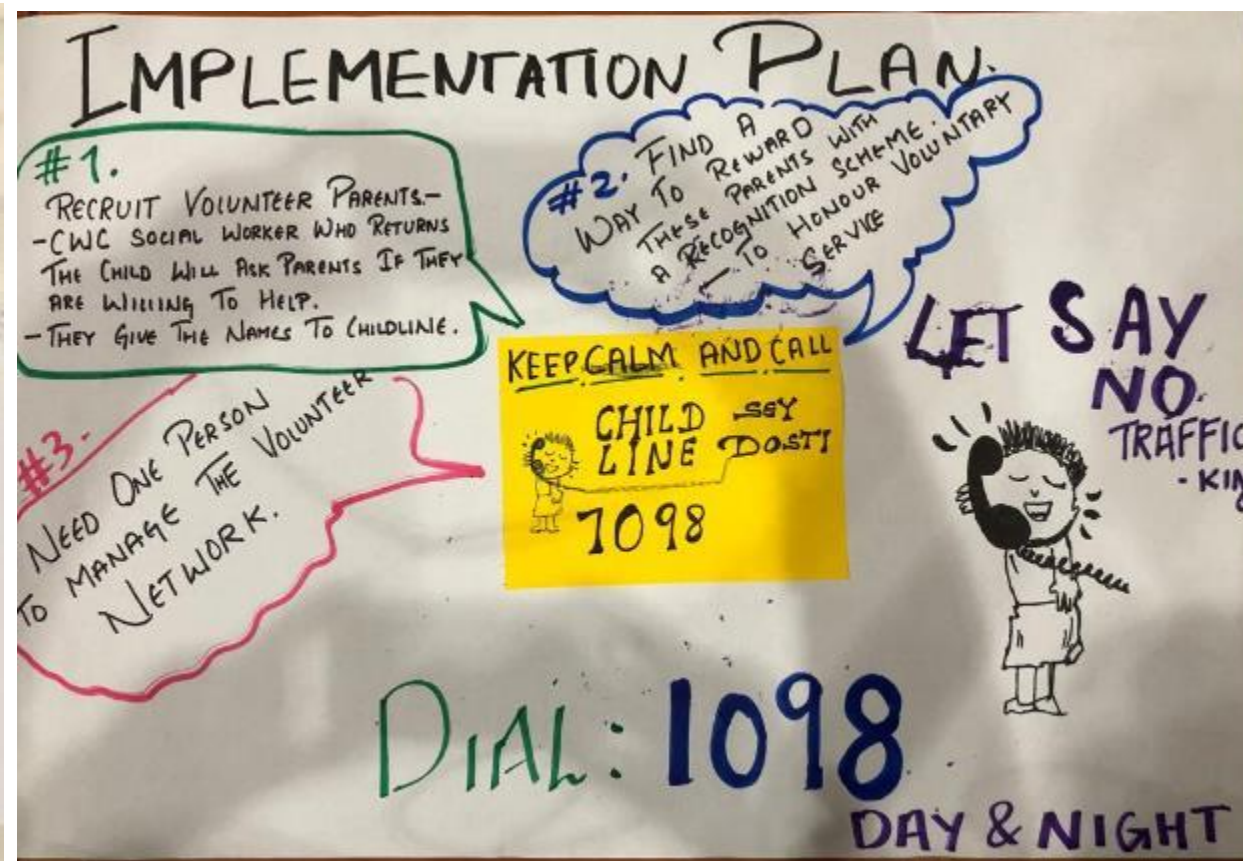 IMPLEMENTATION PLAN.
#1.
RECRUIT VOLUNTEER PARENTS.-
-CWC SOCIAL WORKER WHO RETURNS
THE CHILD WILL ASK PARENTS IF THEY
ARE WILLING TO HELP.
- THEY GIVE THE NAMES TO CHILDLINE.
#2. FIND A
WAY TO REWARD
THESE PARENTS WITH
A RECOGNITION SCHEME.
- TO HONOUR VOLUNTARY
SERVICE
#3.
NEED ONE PERSON
TO MANAGE THE VOLUNTEER
NETWORK.
KEEP CALM AND CALL
CHILD SEY
LINE DOSTI
1098
LET SAY
NO.
TRAFFIC
- KIN
DIAL: 1098
DAY & NIGHT